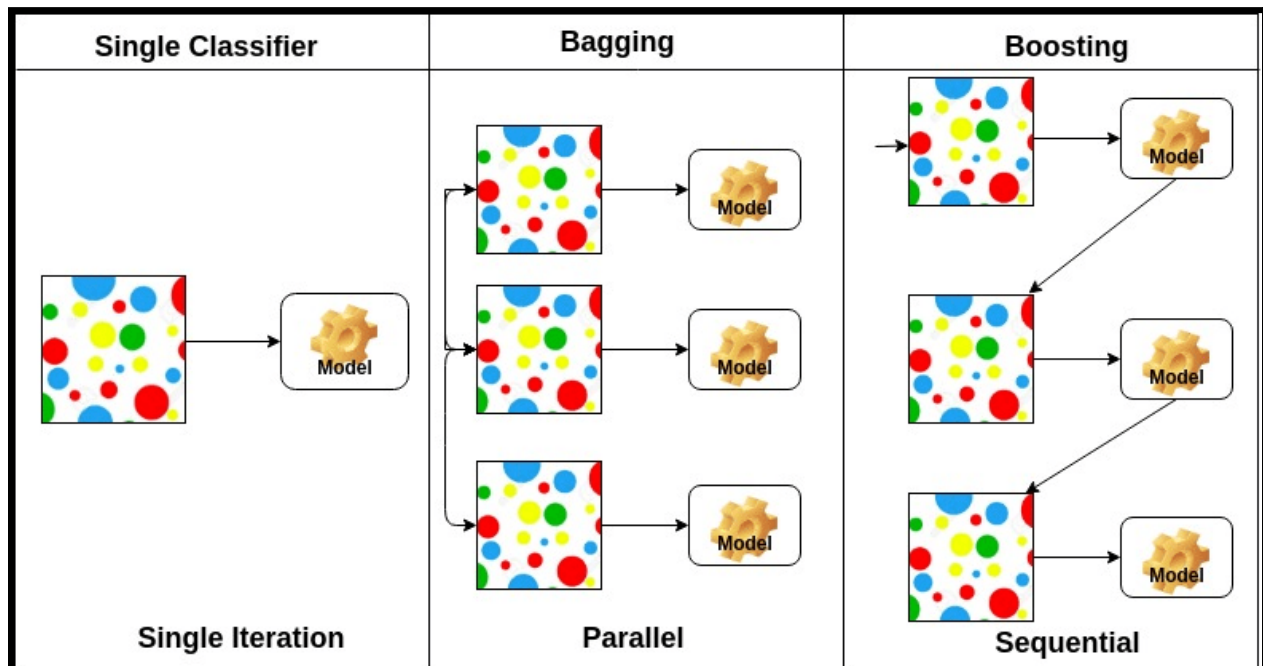 Single Classifier
Bagging
Boosting
Model
Model
Model
Model
Model
Model
Model
Single Iteration
Parallel
Sequential